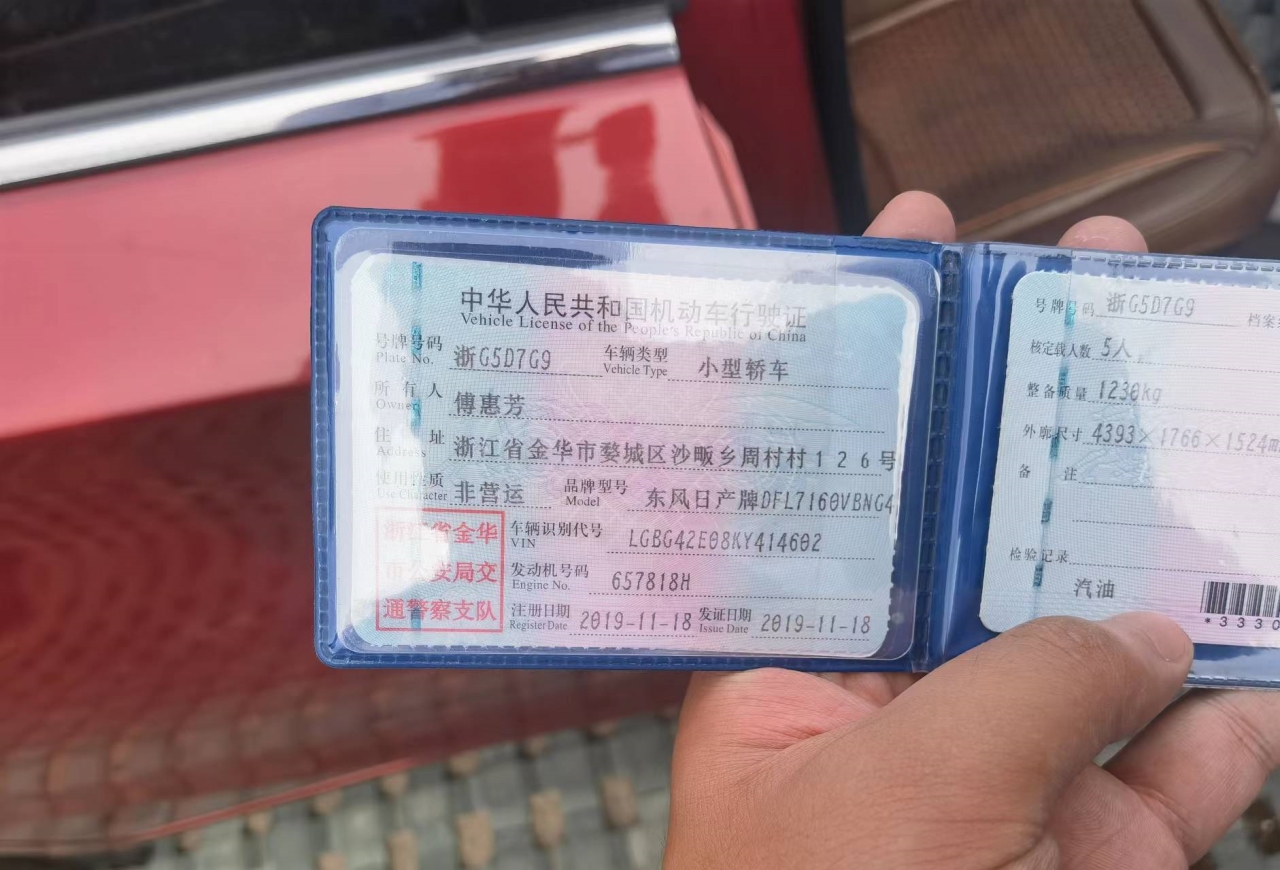 中华人民共和国机动车行驶证
Vehicle License of the People's Republic of China
号牌号码 浙G5D7G9 车辆类型 小型轿车
Plate No. Vehicle Type
所有人 傅惠芳
Owner
住址 浙江省金华市婺城区沙畈乡周村村126号
Address
使用性质 非营运 品牌型号 东风日产牌DFL7160VBNG4
Use Character Model
浙江省金华
市公安局交
通警察支队
车辆识别代号 LGBG42E08KY414602
VIN
发动机号码 657818H
Engine No.
注册日期 2019-11-18 发证日期 2019-11-18
Register Date Issue Date
号牌号码 浙G5D7G9 档案
核定载人数 5人
整备质量 1230kg
外廓尺寸 4393×1766×1524mm
备注
检验记录
汽油
*3330